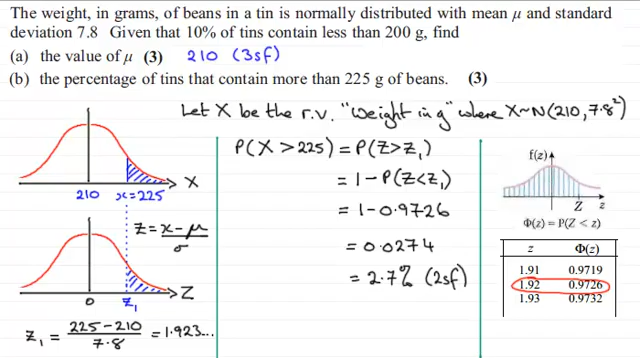 The weight, in grams, of beans in a tin is normally distributed with mean μ and standard
deviation 7.8 Given that 10% of tins contain less than 200 g, find
(a) the value of μ (3) 210 (3sf)
(b) the percentage of tins that contain more than 225 g of beans. (3)
Let X be the r.v. "weight in g" where X~N(210, 7.8²)
210 x=225 X
Z = x - μ / σ
0 Z₁ Z
Z₁ = 225 - 210 / 7.8 = 1.923...
P(X > 225) = P(Z > Z₁)
= 1 - P(Z < Z₁)
= 1 - 0.9726
= 0.0274
= 2.7% (2sf)
f(z)
Z z
Φ(z) = P(Z < z)
z Φ(z)
1.91 0.9719
1.92 0.9726
1.93 0.9732